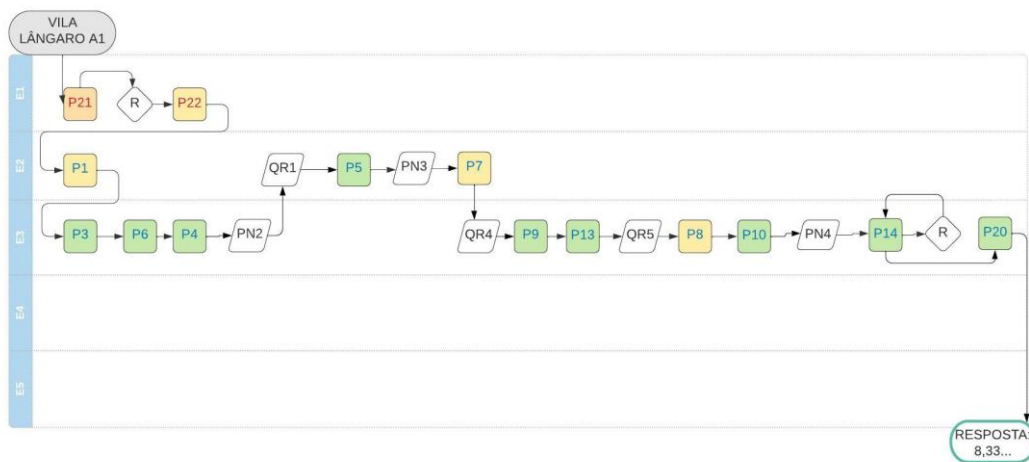 VILA
LÂNGARO A1
E1
P21
R
P22
E2
P1
QR1
P5
PN3
P7
E3
P3
P6
P4
PN2
QR4
P9
P13
QR5
P8
P10
PN4
P14
R
P20
E4
E5
RESPOSTA:
8,33...